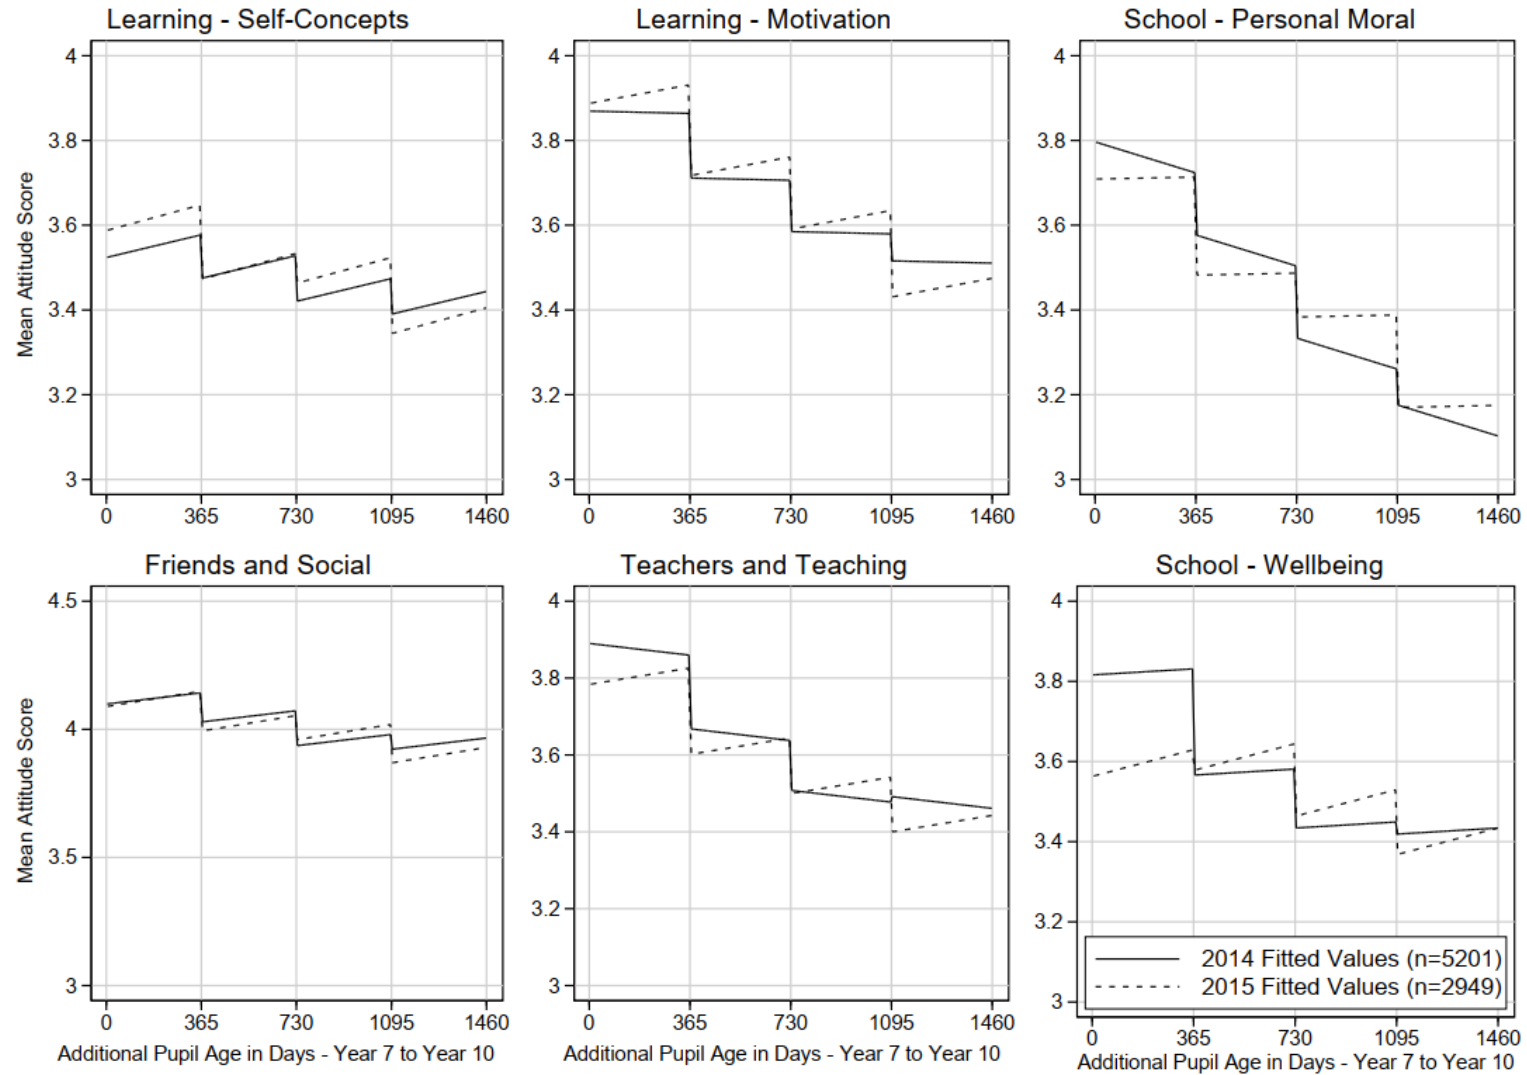 Learning - Self-Concepts
Learning - Motivation
School - Personal Moral
Mean Attitude Score
4
3.8
3.6
3.4
3.2
3
0 365 730 1095 1460
4
3.8
3.6
3.4
3.2
3
0 365 730 1095 1460
4
3.8
3.6
3.4
3.2
3
0 365 730 1095 1460
Friends and Social
Teachers and Teaching
School - Wellbeing
Mean Attitude Score
4.5
4
3.5
3
0 365 730 1095 1460
Additional Pupil Age in Days - Year 7 to Year 10
4
3.8
3.6
3.4
3.2
3
0 365 730 1095 1460
Additional Pupil Age in Days - Year 7 to Year 10
4
3.8
3.6
3.4
3.2
3
2014 Fitted Values (n=5201)
2015 Fitted Values (n=2949)
0 365 730 1095 1460
Additional Pupil Age in Days - Year 7 to Year 10